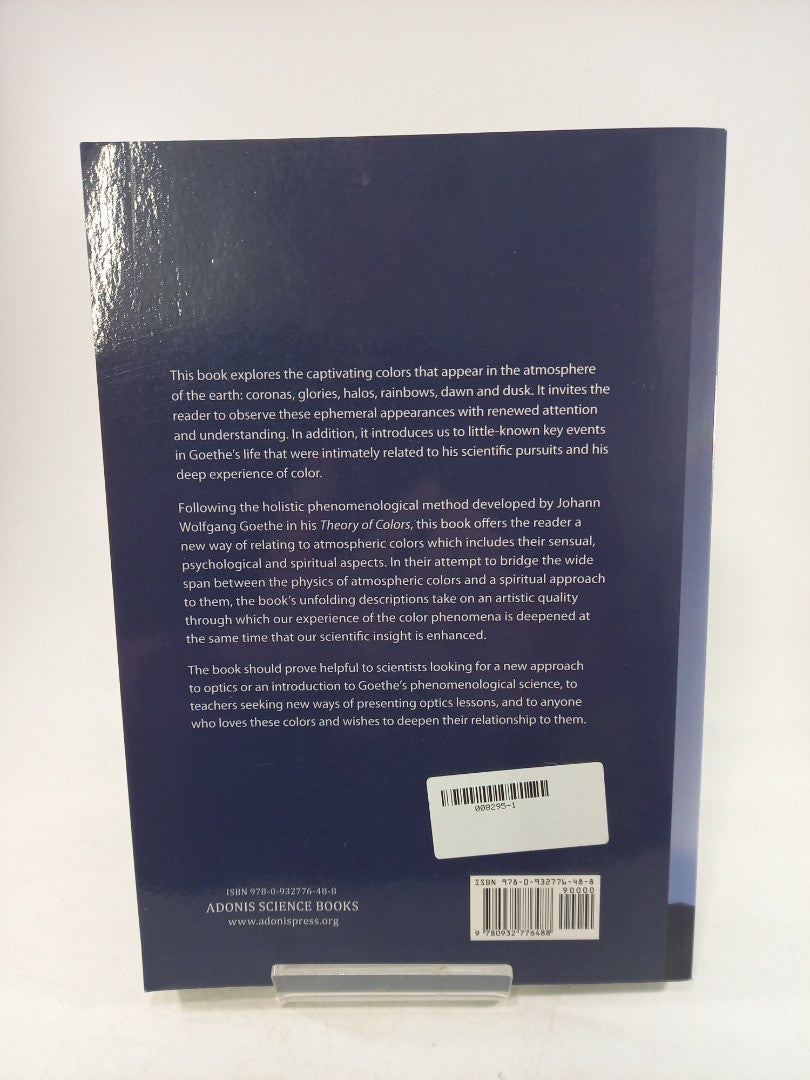 This book explores the captivating colors that appear in the atmosphere
of the earth: coronas, glories, halos, rainbows, dawn and dusk. It invites the
reader to observe these ephemeral appearances with renewed attention
and understanding. In addition, it introduces us to little-known key events
in Goethe's life that were intimately related to his scientific pursuits and his
deep experience of color.
Following the holistic phenomenological method developed by Johann
Wolfgang Goethe in his Theory of Colors, this book offers the reader a
new way of relating to atmospheric colors which includes their sensual,
psychological and spiritual aspects. In their attempt to bridge the wide
span between the physics of atmospheric colors and a spiritual approach
to them, the book's unfolding descriptions take on an artistic quality
through which our experience of the color phenomena is deepened at
the same time that our scientific insight is enhanced.
The book should prove helpful to scientists looking for a new approach
to optics or an introduction to Goethe's phenomenological science, to
teachers seeking new ways of presenting optics lessons, and to anyone
who loves these colors and wishes to deepen their relationship to them.
008295-1
ISBN 978-0-932776-48-8
ADONIS SCIENCE BOOKS
www.adonispress.org
ISBN 978-0-932776-48-8
90000
9 780932 776488